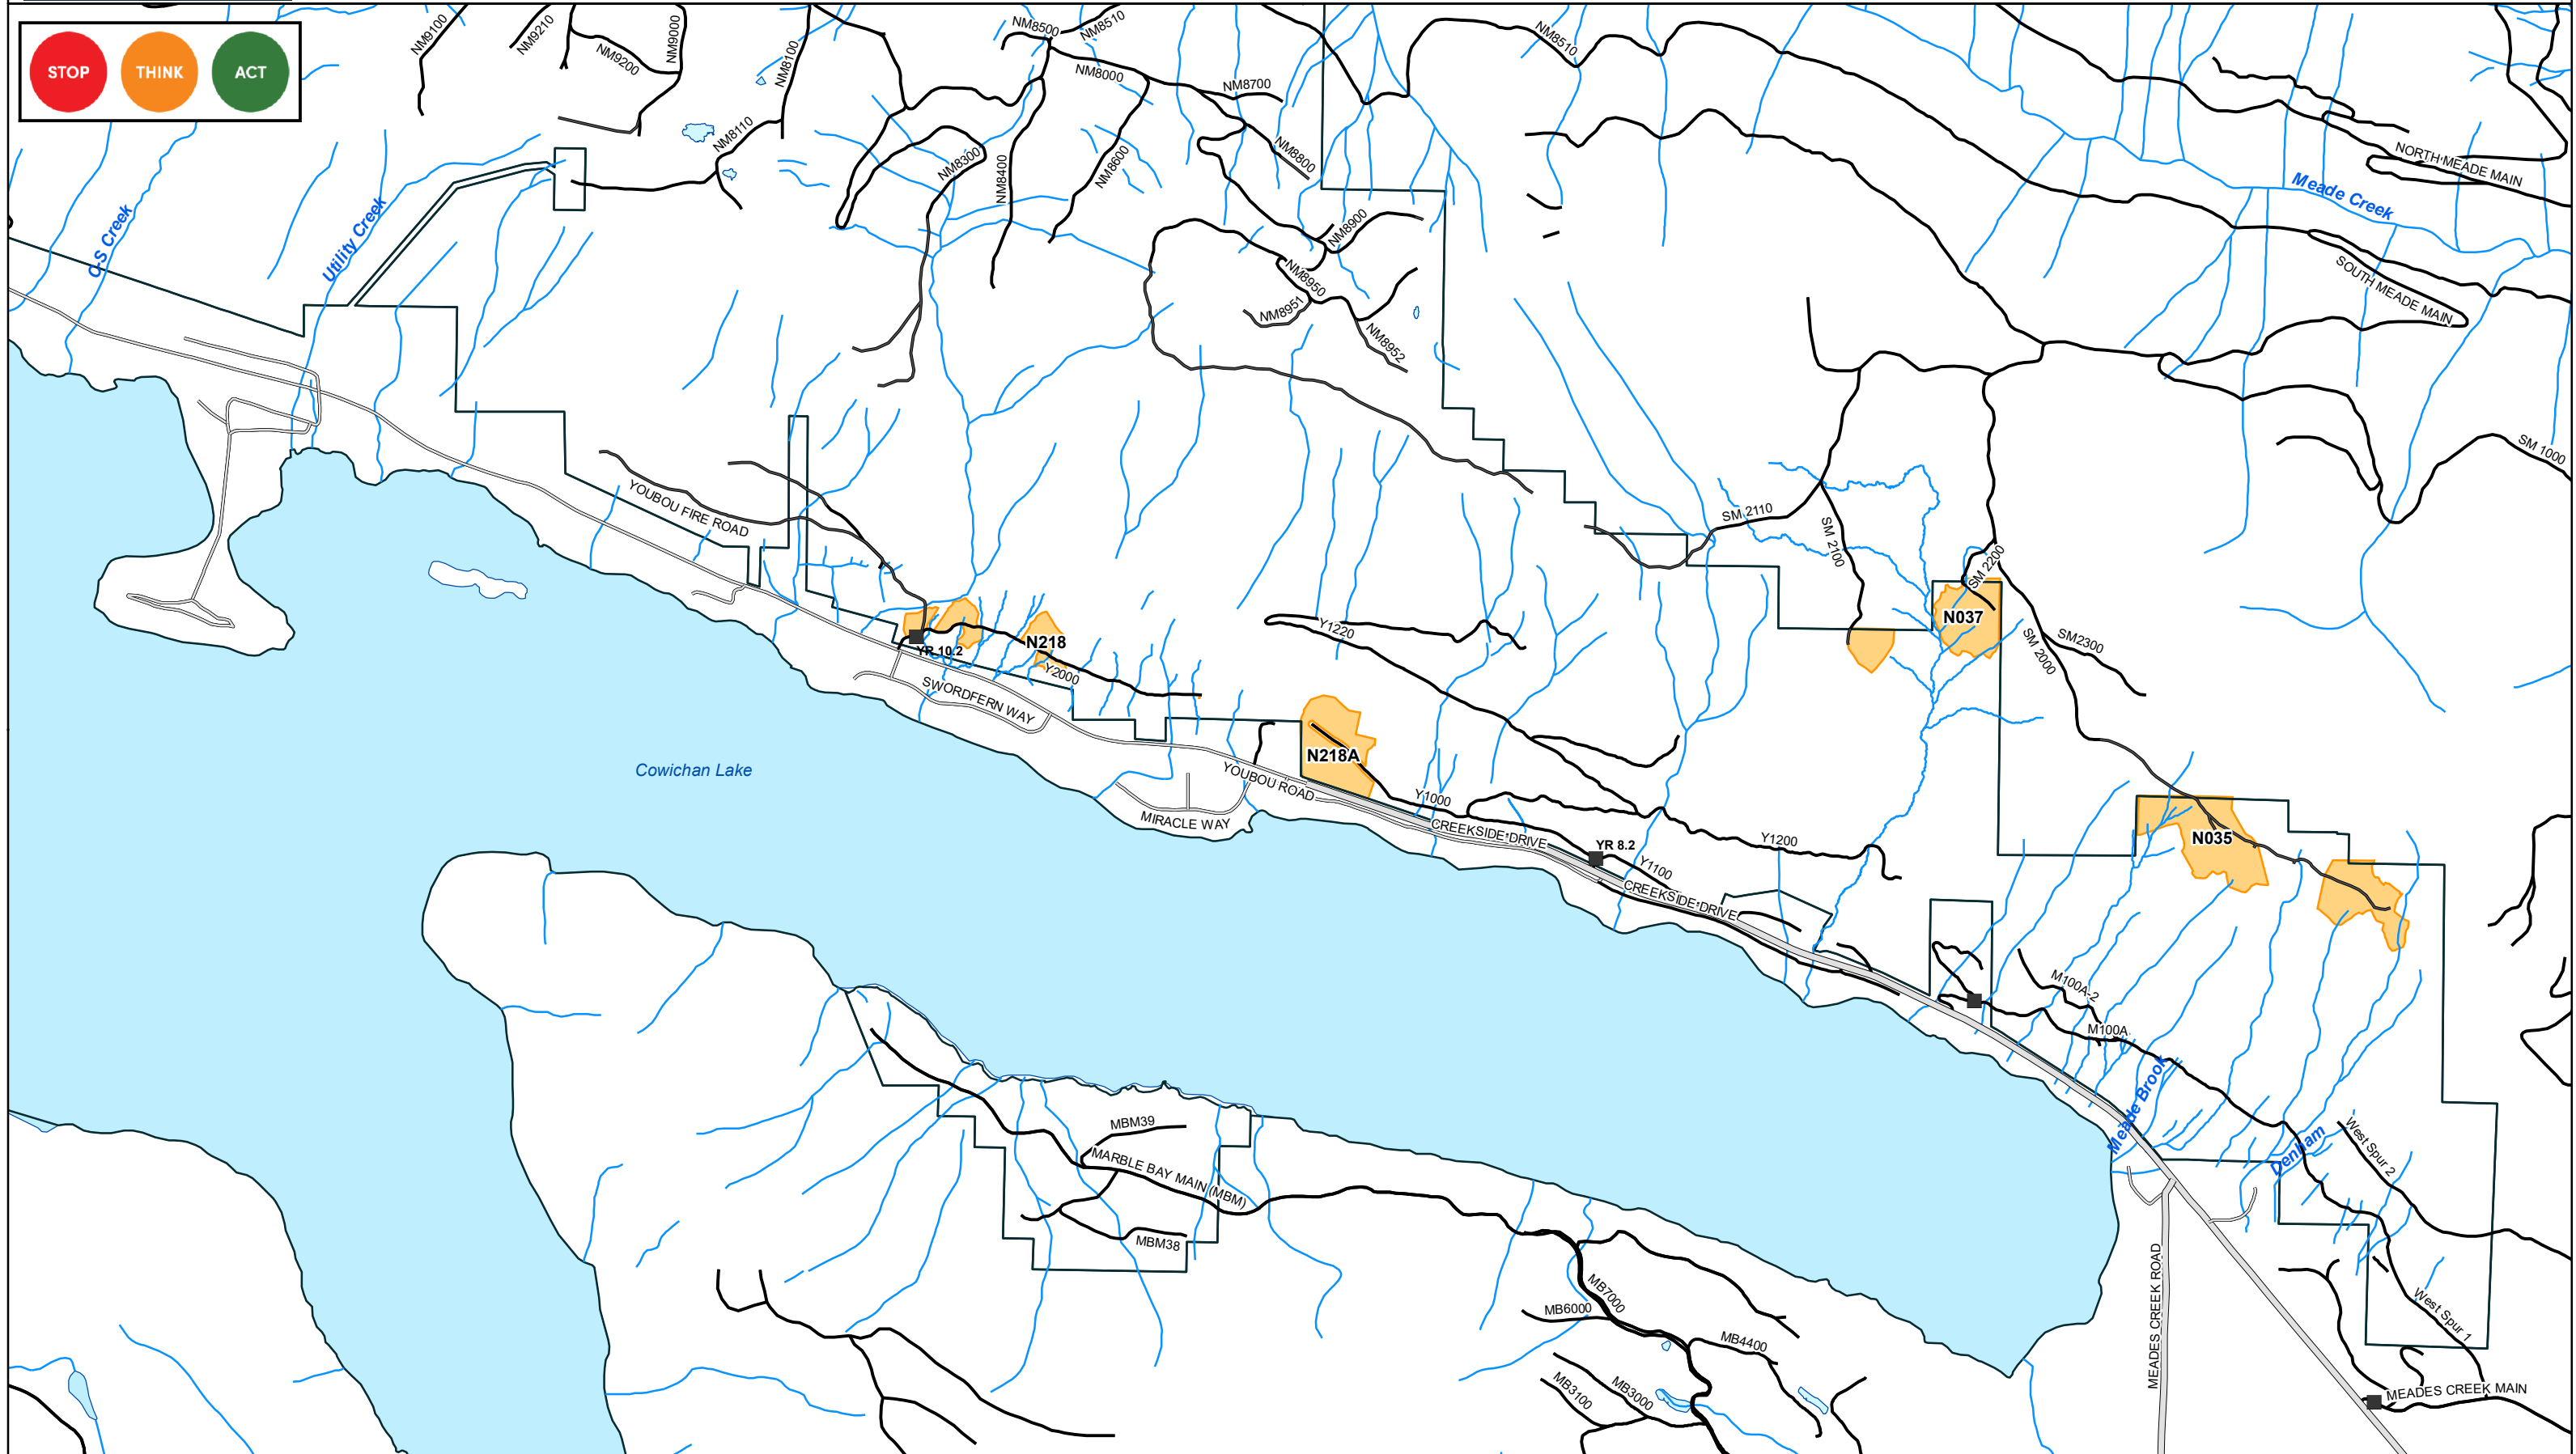 STOP
THINK
ACT
NM9100
NM9210
NM9200
NM9000
NM8100
NM8110
NM8500
NM8510
NM8000
NM8700
NM8510
NM8300
NM8400
NM8600
NM8800
NM8900
NM8950
NM8951
NM8952
NORTH MEADE MAIN
Meade Creek
SOUTH MEADE MAIN
SM 1000
C-S Creek
Utility Creek
YOUBOU FIRE ROAD
SM 2110
SM 2100
SM 2200
N037
SM 2000
SM2300
YR 10.2
N218
Y2000
SWORDFERN WAY
Y1220
N218A
Cowichan Lake
YOUBOU ROAD
MIRACLE WAY
Y1000
CREEKSIDE DRIVE
YR 8.2
Y1100
Y1200
CREEKSIDE DRIVE
N035
M100A-2
M100A
Meade Brook
Denham
West Spur 2
West Spur 1
MBM39
MARBLE BAY MAIN (MBM)
MBM38
MB7000
MB6000
MB4400
MB3100
MB3000
MEADES CREEK ROAD
MEADES CREEK MAIN